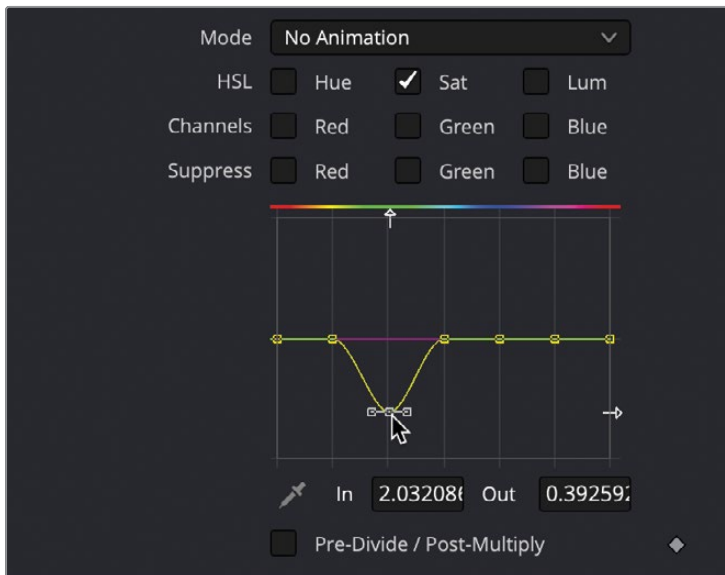 Mode No Animation
HSL Hue Sat Lum
Channels Red Green Blue
Suppress Red Green Blue
In 2.032086 Out 0.392592
Pre-Divide / Post-Multiply